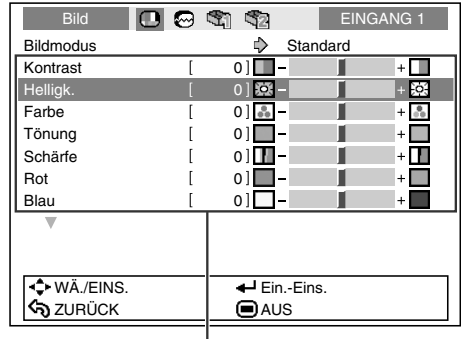 Bild EINGANG 1
Bildmodus Standard
Kontrast [ 0] - +
Helligk. [ 0] - +
Farbe [ 0] - +
Tönung [ 0] - +
Schärfe [ 0] - +
Rot [ 0] - +
Blau [ 0] - +
WÄ./EINS. Ein.-Eins.
ZURÜCK AUS